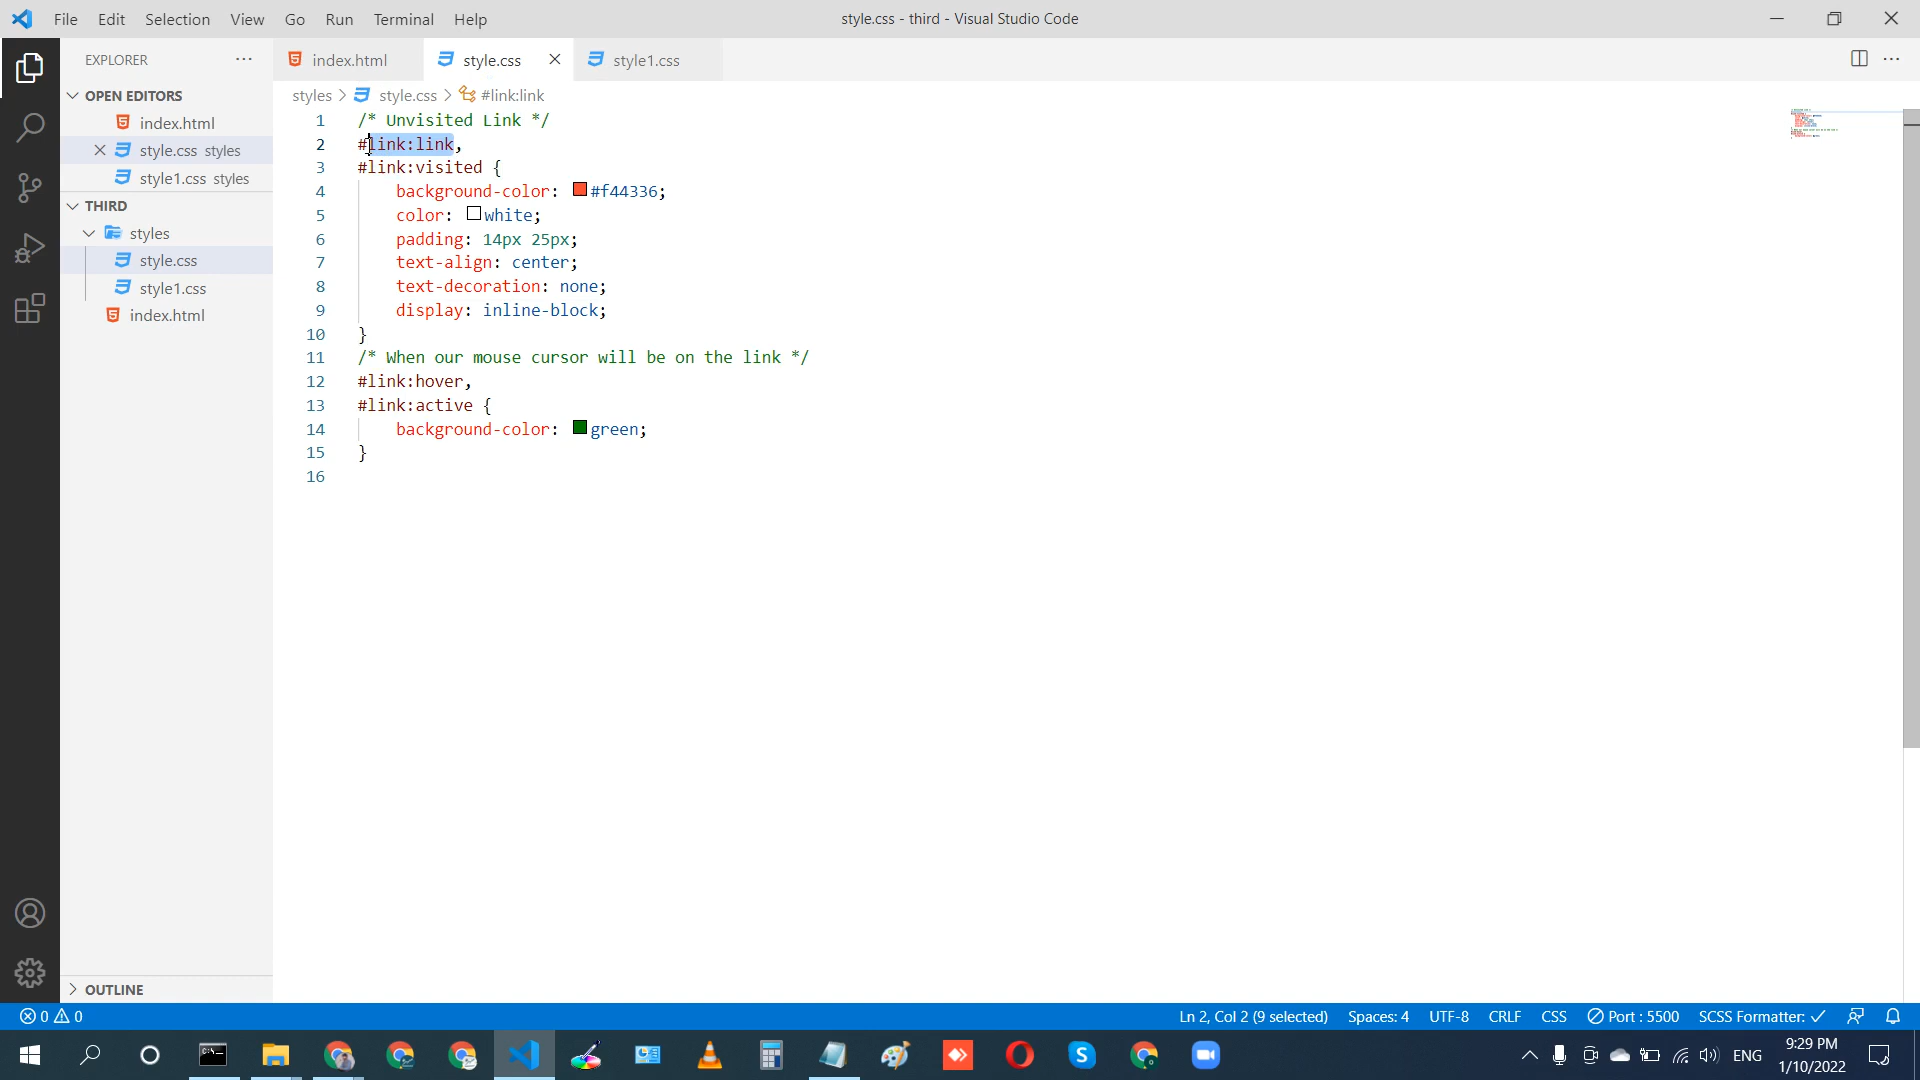 File Edit Selection View Go Run Terminal Help
style.css - third - Visual Studio Code
EXPLORER
OPEN EDITORS
index.html
style.css styles
style1.css styles
THIRD
styles
style.css
style1.css
index.html
OUTLINE
index.html
style.css
style1.css
styles > style.css > #link:link
1 /* Unvisited Link */
2 #link:link,
3 #link:visited {
4 background-color: #f44336;
5 color: white;
6 padding: 14px 25px;
7 text-align: center;
8 text-decoration: none;
9 display: inline-block;
10 }
11 /* When our mouse cursor will be on the link */
12 #link:hover,
13 #link:active {
14 background-color: green;
15 }
16
0 0
Ln 2, Col 2 (9 selected) Spaces: 4 UTF-8 CRLF CSS Port : 5500 SCSS Formatter: ✓
ENG
9:29 PM
1/10/2022